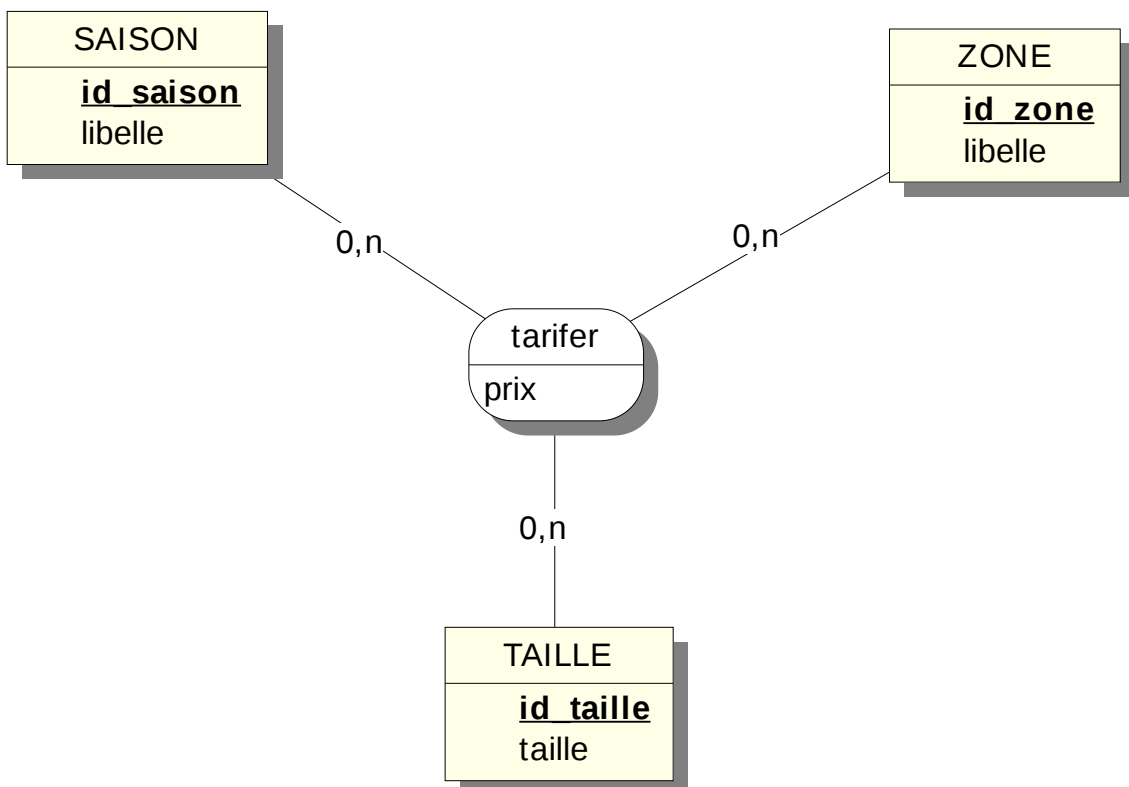 SAISON
id_saison
libelle
ZONE
id_zone
libelle
0,n
0,n
tarifer
prix
0,n
TAILLE
id_taille
taille